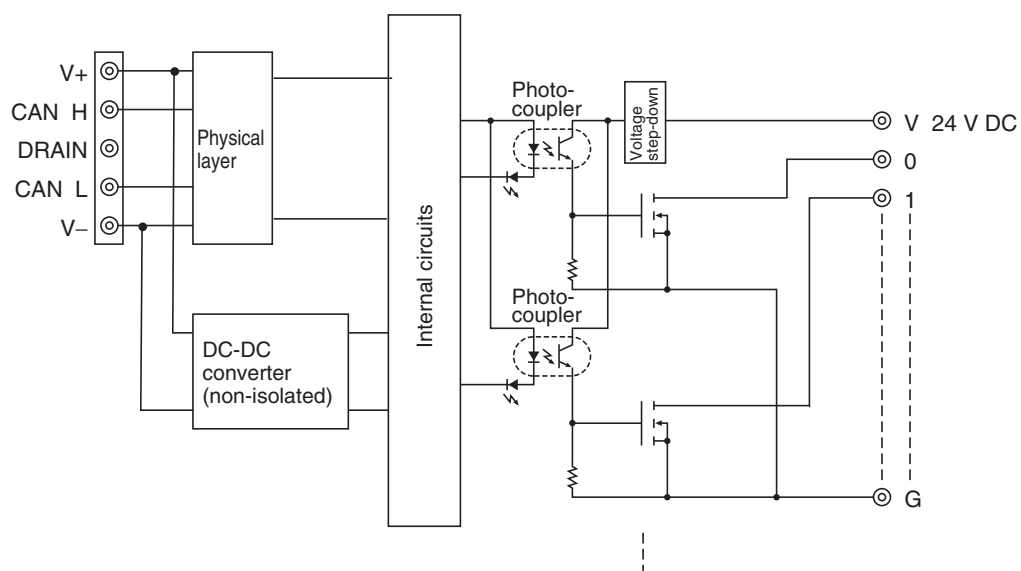 V+
CAN H
DRAIN
CAN L
V–
Physical
layer
DC-DC
converter
(non-isolated)
Internal circuits
Photo-
coupler
Voltage
step-down
Photo-
coupler
V 24 V DC
0
1
G